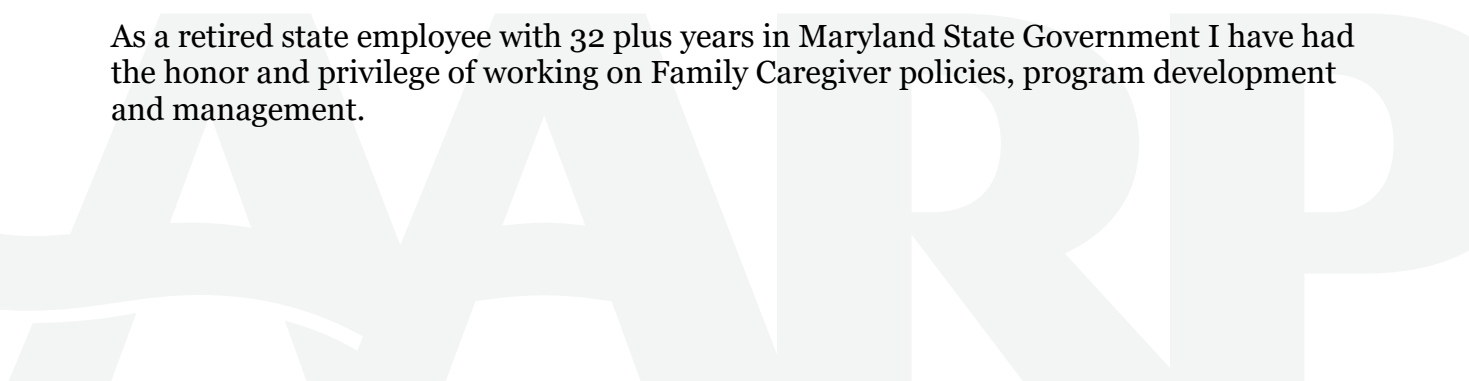 As a retired state employee with 32 plus years in Maryland State Government I have had
the honor and privilege of working on Family Caregiver policies, program development
and management.
AARP